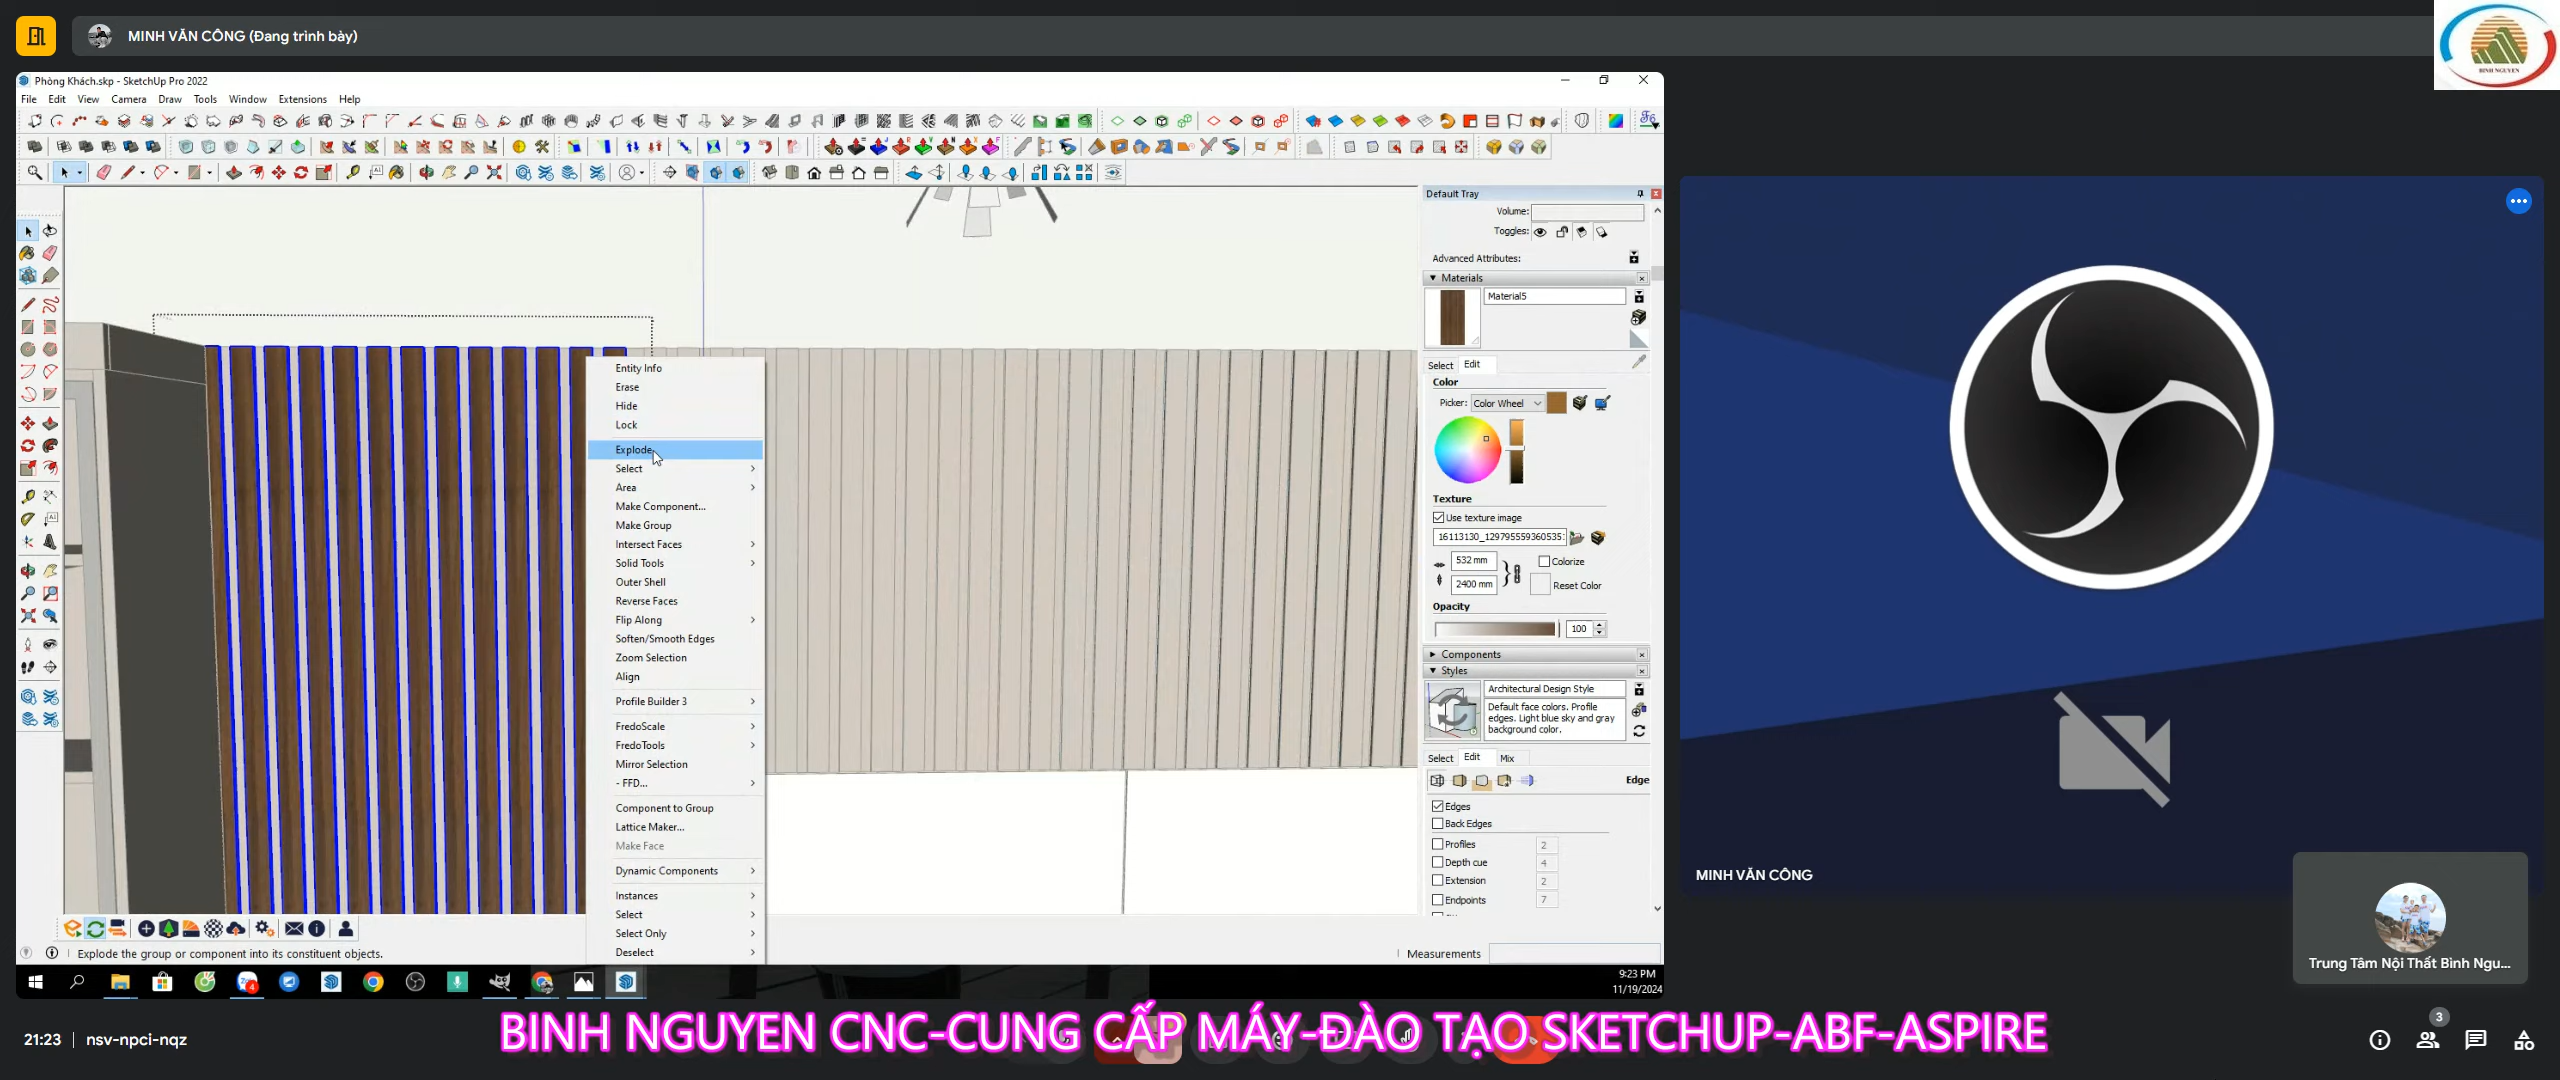 MINH VĂN CÔNG (Đang trình bày)
BINH NGUYEN
Phòng Khách.skp - SketchUp Pro 2022
File Edit View Camera Draw Tools Window Extensions Help
Default Tray
Volume:
Toggles:
Advanced Attributes:
Materials
Material5
Select Edit
Color
Picker: Color Wheel
Texture
Use texture image
16113130_129795559360535
532 mm
Colorize
2400 mm
Reset Color
Opacity
100
Components
Styles
Architectural Design Style
Default face colors. Profile
edges. Light blue sky and gray
background color.
Select Edit Mix
Edge
Edges
Back Edges
Profiles 2
Depth cue 4
Extension 2
Endpoints 7
Entity Info
Erase
Hide
Lock
Explode
Select
Area
Make Component...
Make Group
Intersect Faces
Solid Tools
Outer Shell
Reverse Faces
Flip Along
Soften/Smooth Edges
Zoom Selection
Align
Profile Builder 3
FredoScale
FredoTools
Mirror Selection
- FFD...
Component to Group
Lattice Maker...
Make Face
Dynamic Components
Instances
Select
Select Only
Deselect
Explode the group or component into its constituent objects.
Measurements
9:23 PM
11/19/2024
MINH VĂN CÔNG
Trung Tâm Nội Thất Bình Ngu...
21:23 nsv-npci-nqz
BINH NGUYEN CNC-CUNG CẤP MÁY-ĐÀO TẠO SKETCHUP-ABF-ASPIRE
3